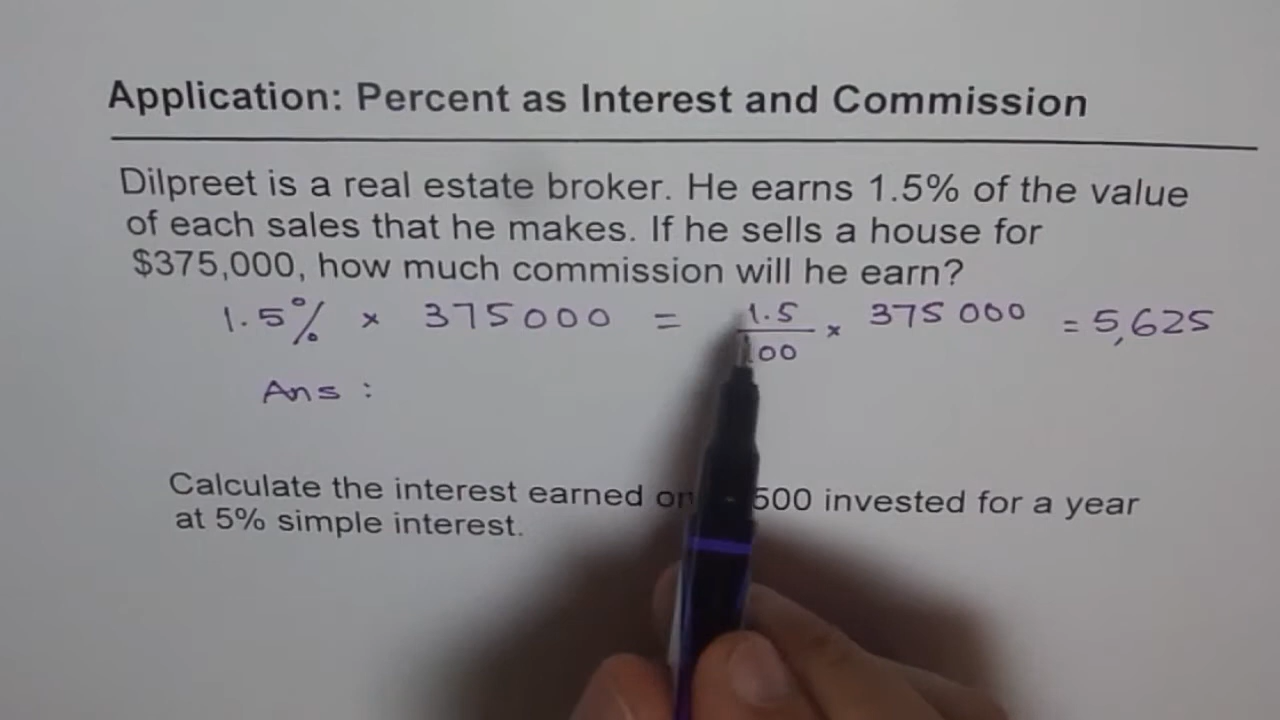 Application: Percent as Interest and Commission
Dilpreet is a real estate broker. He earns 1.5% of the value
of each sales that he makes. If he sells a house for
$375,000, how much commission will he earn?
1.5% × 375000 = 1.5/100 × 375 000 = 5,625
Ans :
Calculate the interest earned on 500 invested for a year
at 5% simple interest.